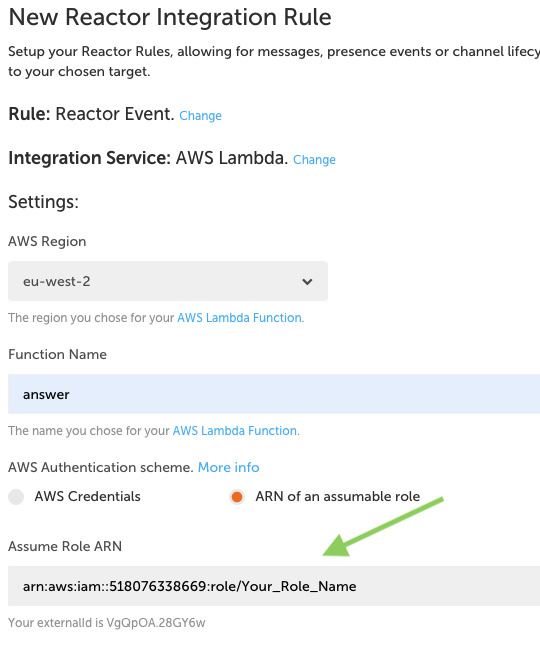 New Reactor Integration Rule
Setup your Reactor Rules, allowing for messages, presence events or channel lifecy
to your chosen target.
Rule: Reactor Event. Change
Integration Service: AWS Lambda. Change
Settings:
AWS Region
eu-west-2
The region you chose for your AWS Lambda Function.
Function Name
answer
The name you chose for your AWS Lambda Function.
AWS Authentication scheme. More info
AWS Credentials ARN of an assumable role
Assume Role ARN
arn:aws:iam::518076338669:role/Your_Role_Name
Your externalId is VgQpOA.28GY6w